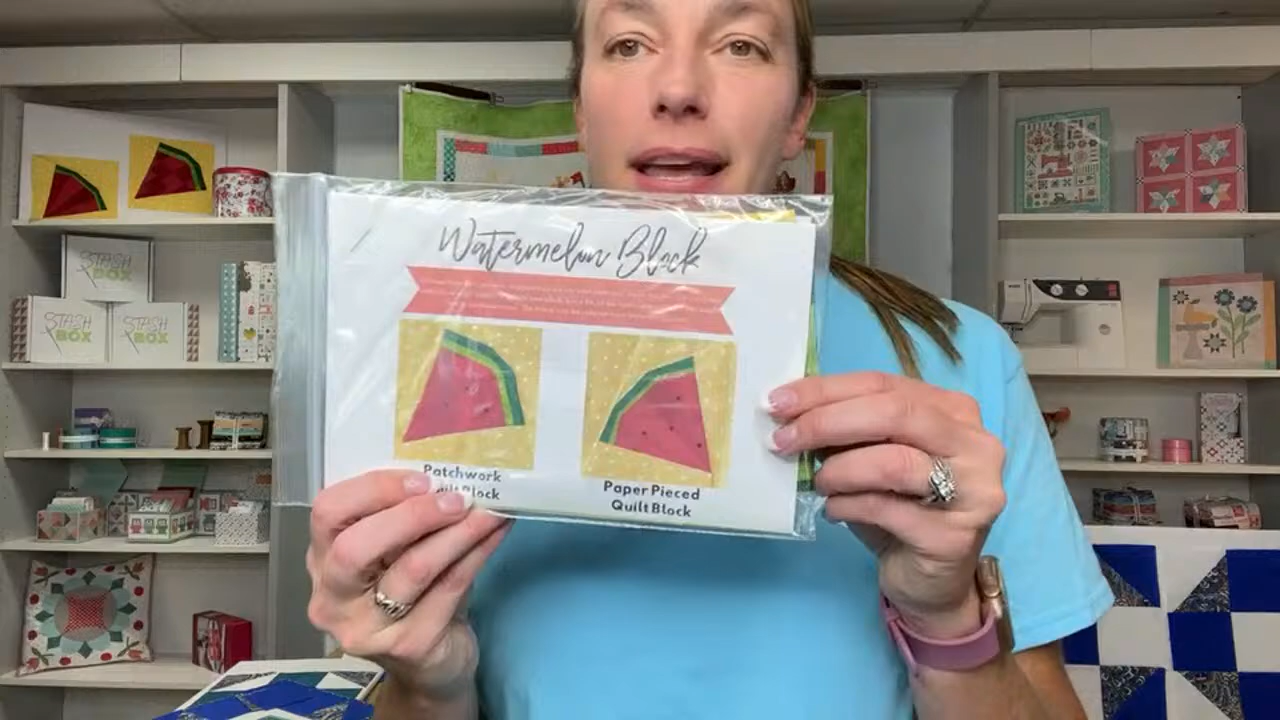 Watermelon Block
Patchwork
Quilt Block
Paper Pieced
Quilt Block
STASH
BOX
STASH
BOX
STASH
BOX